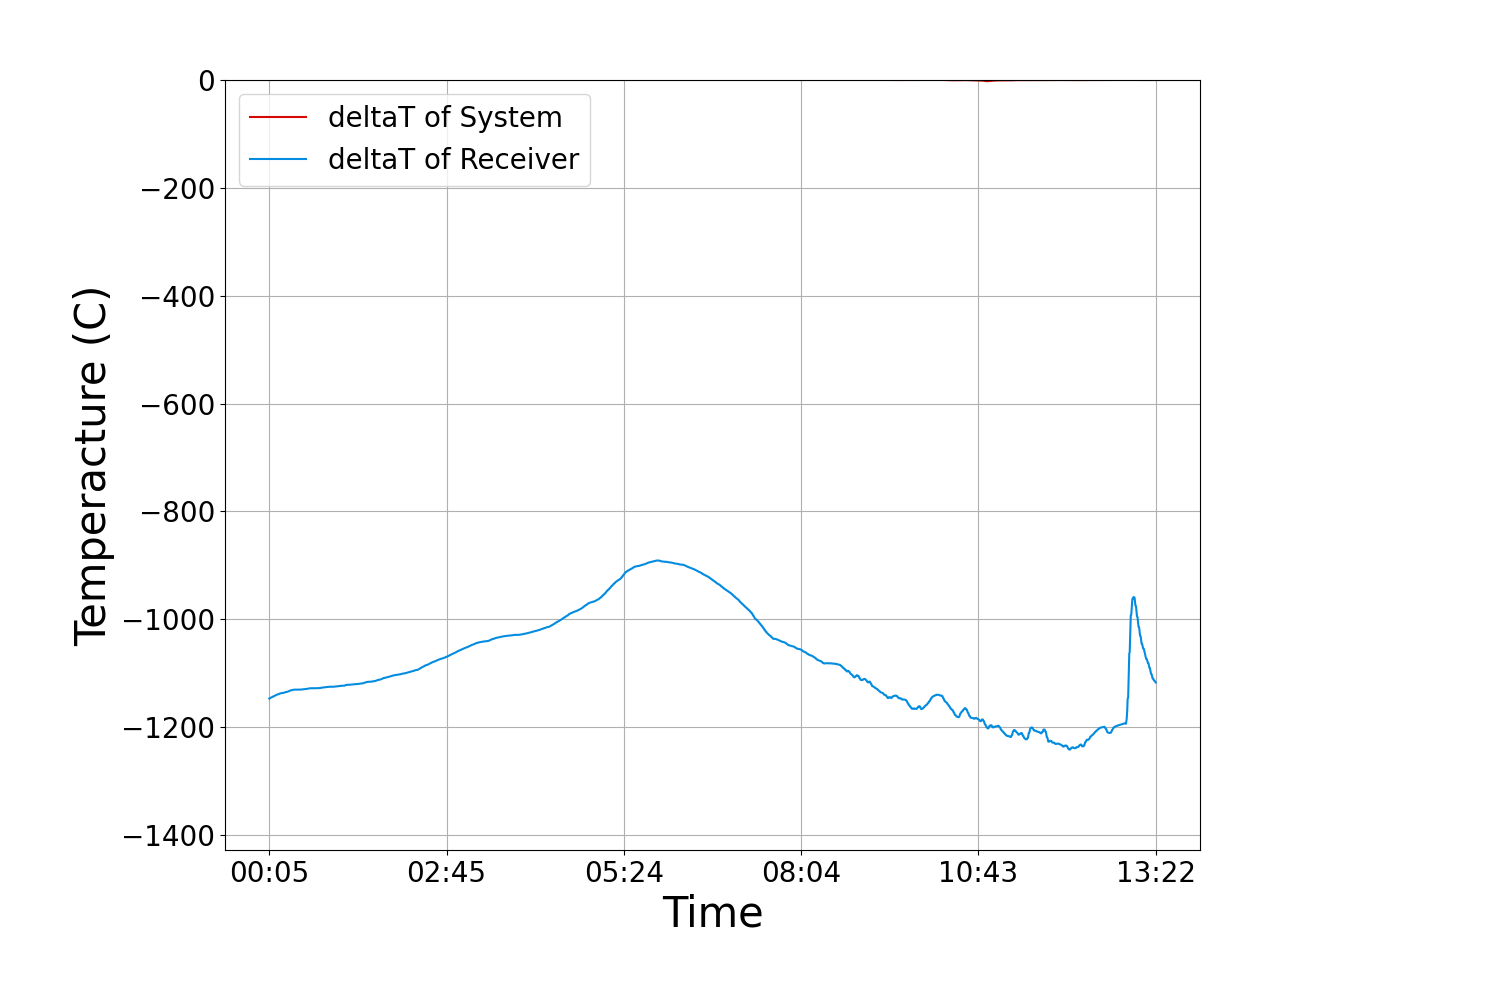 0
−200
−400
−600
−800
−1000
−1200
−1400
Temperacture (C)
deltaT of System
deltaT of Receiver
00:05 02:45 05:24 08:04 10:43 13:22
Time